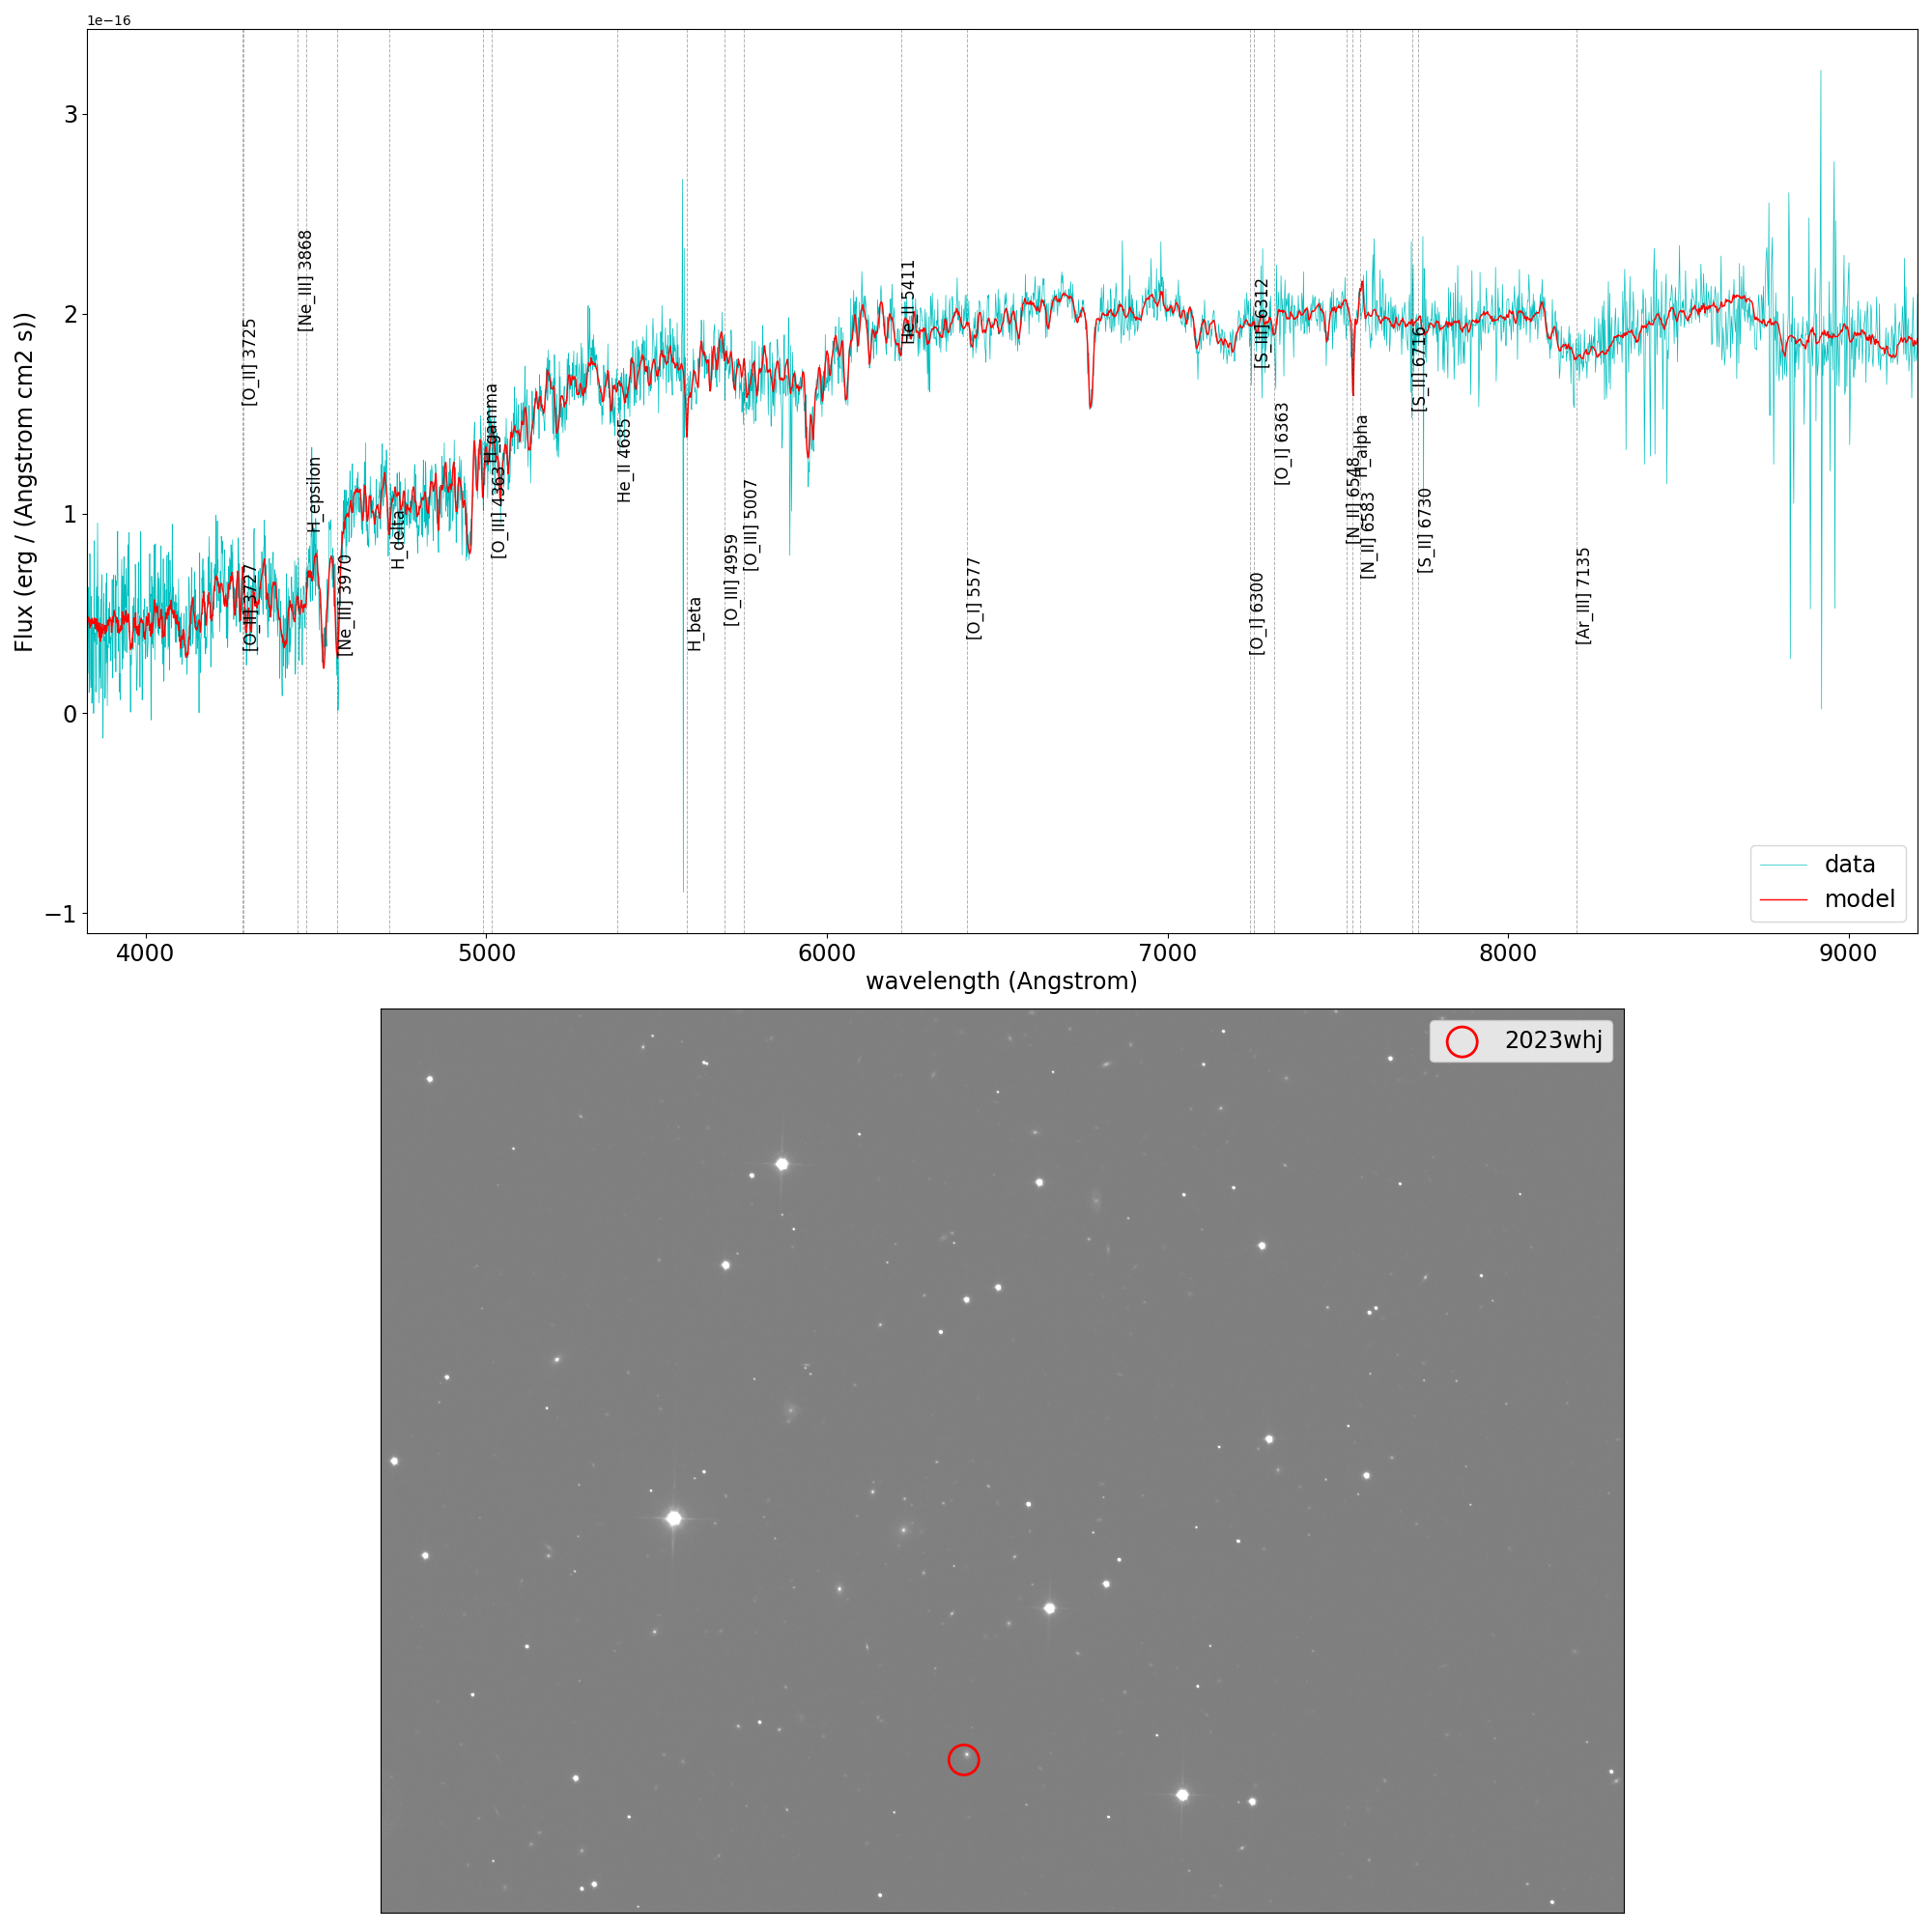 1e−16
Flux (erg / (Angstrom cm2 s))
3
2
1
0
−1
[O_II] 3725
[O_II] 3727
[Ne_III] 3868
H_epsilon
[Ne_III] 3970
H_delta
H_gamma
[O_III] 4363
He_II 4685
H_beta
[O_III] 4959
[O_III] 5007
He_II 5411
[O_I] 5577
[O_I] 6300
[S_III] 6312
[O_I] 6363
[N_II] 6548
H_alpha
[N_II] 6583
[S_II] 6716
[S_II] 6730
[Ar_III] 7135
data
model
4000 5000 6000 7000 8000 9000
wavelength (Angstrom)
2023whj